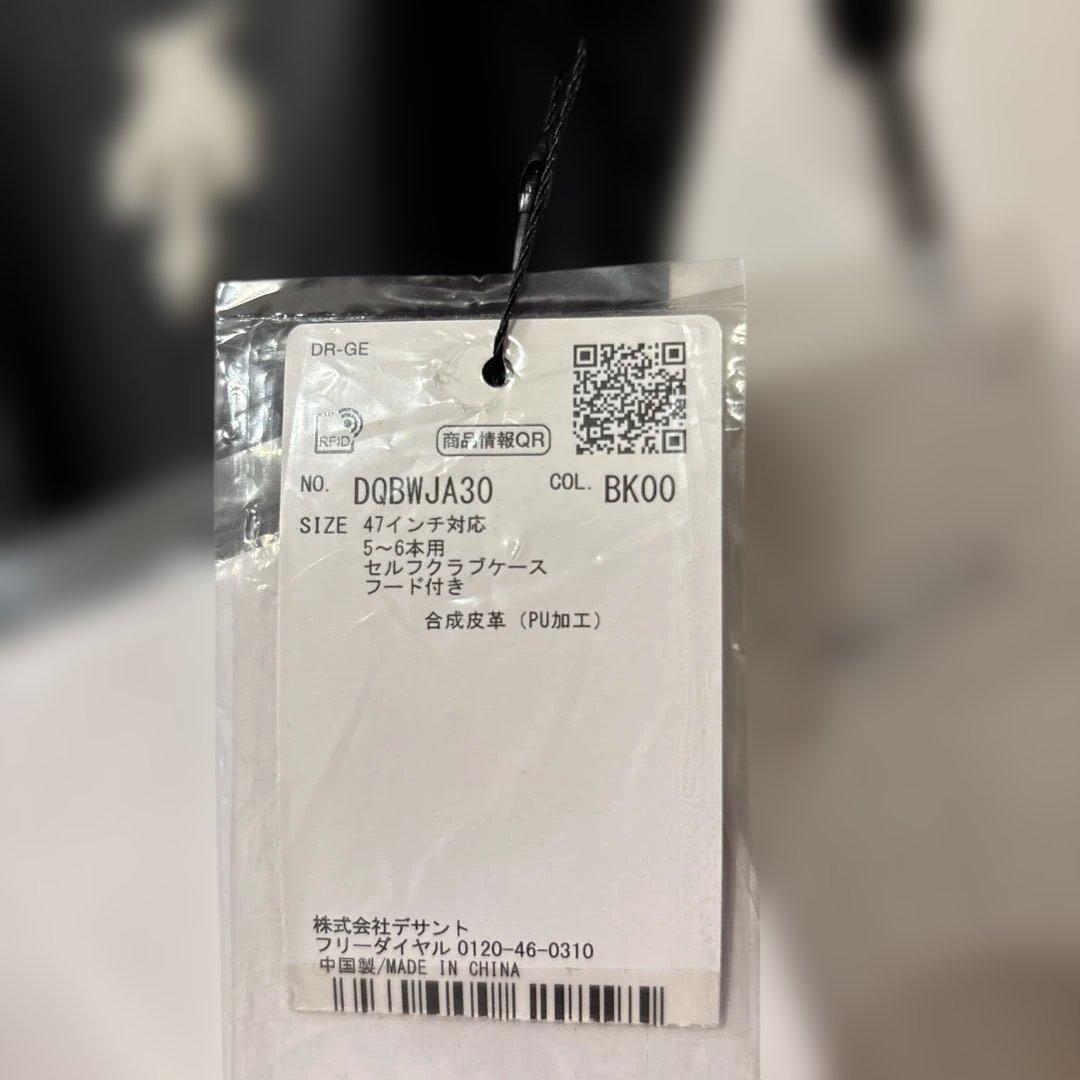 DR-GE
RFID
商品情報QR
NO. DQBWJA30 COL. BK00
SIZE 47インチ対応
5～6本用
セルフクラブケース
フード付き
合成皮革（PU加工）
株式会社デサント
フリーダイヤル 0120-46-0310
中国製/MADE IN CHINA